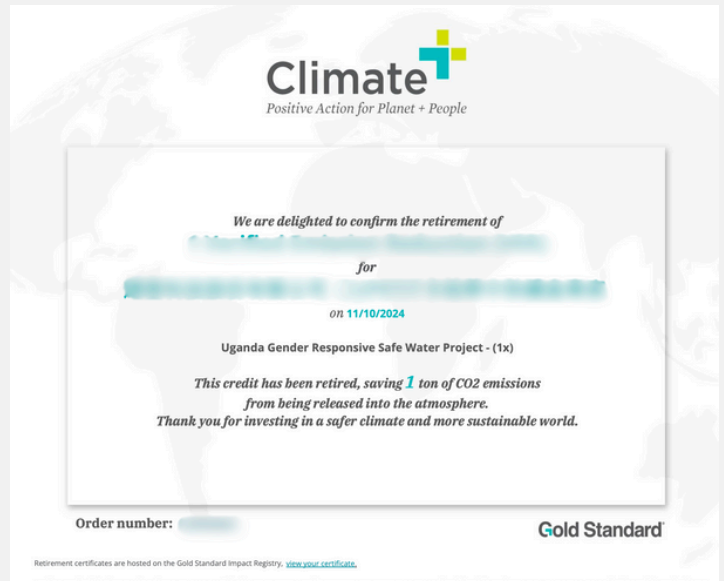 Climate
Positive Action for Planet + People
We are delighted to confirm the retirement of
for
on 11/10/2024
Uganda Gender Responsive Safe Water Project - (1x)
This credit has been retired, saving 1 ton of CO2 emissions
from being released into the atmosphere.
Thank you for investing in a safer climate and more sustainable world.
Order number:
Gold Standard
Retirement certificates are hosted on the Gold Standard Impact Registry, view your certificate.